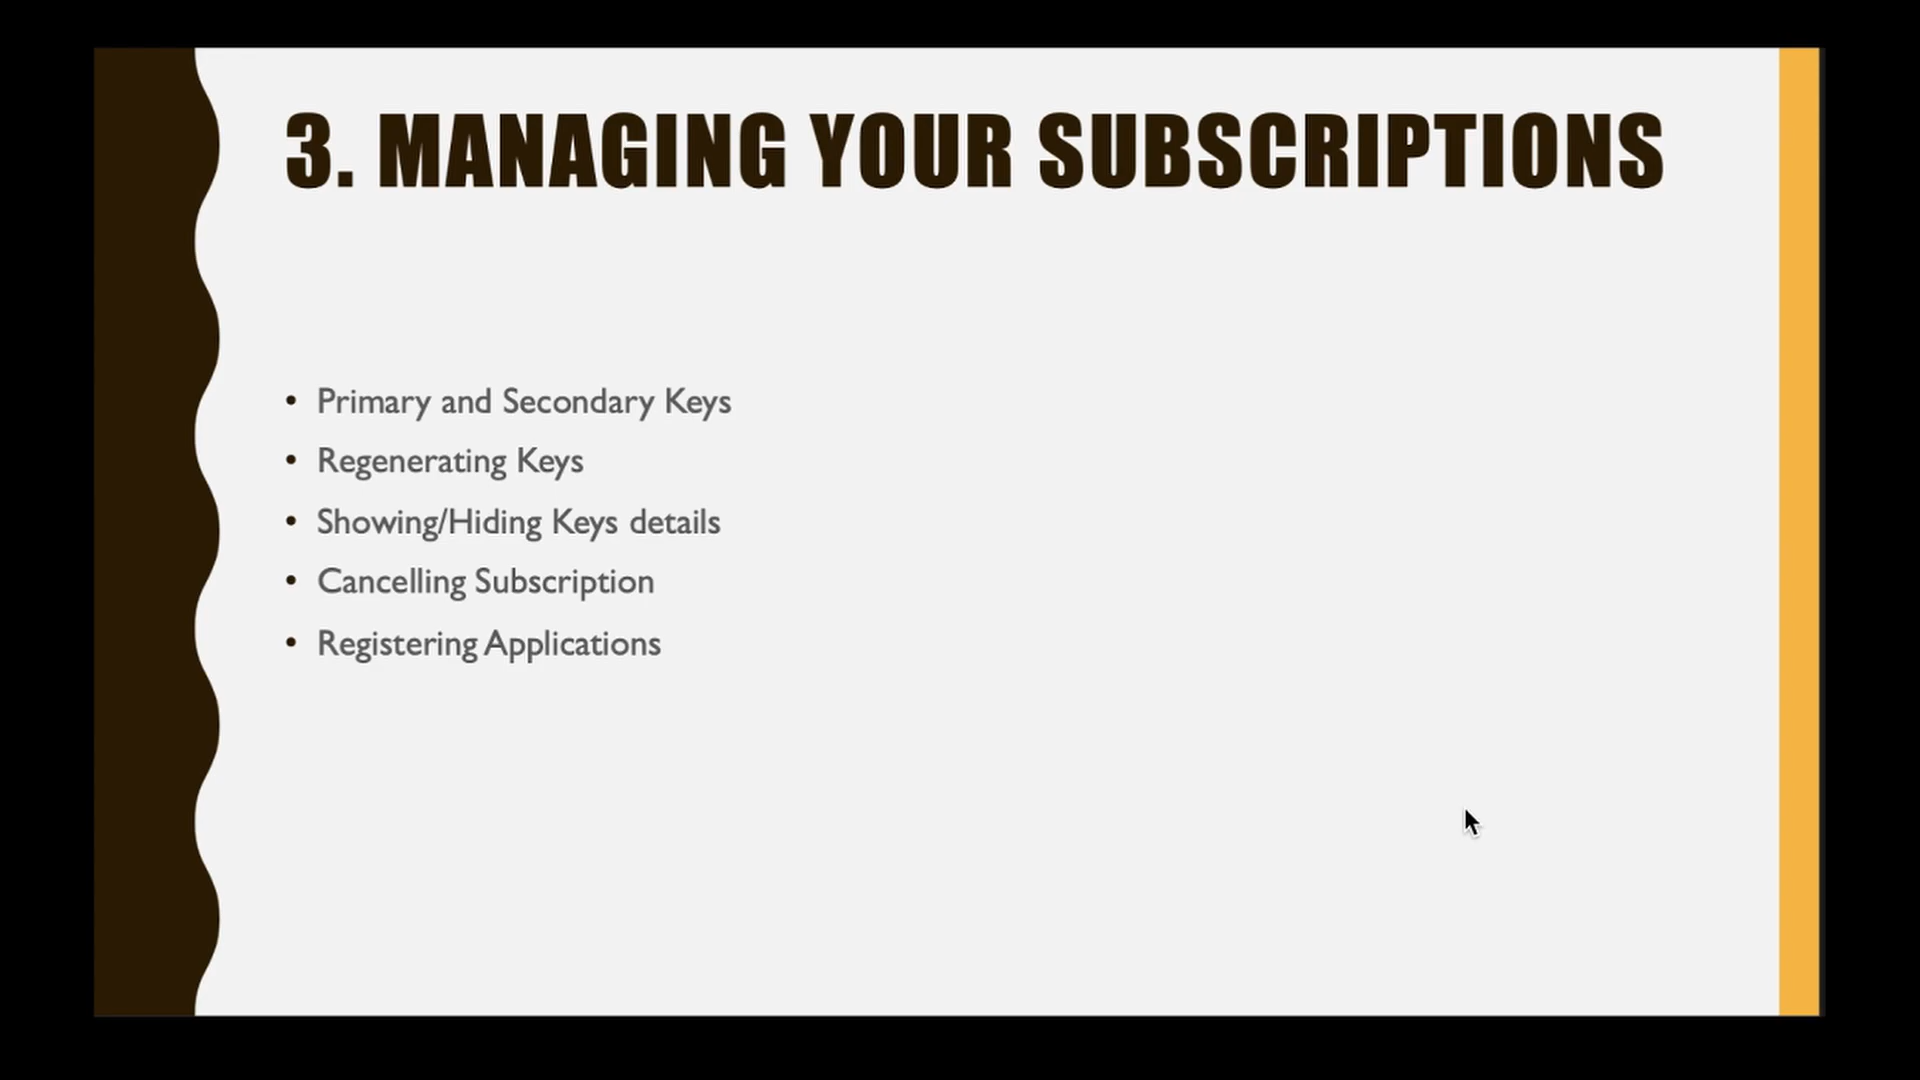 3. MANAGING YOUR SUBSCRIPTIONS
• Primary and Secondary Keys
• Regenerating Keys
• Showing/Hiding Keys details
• Cancelling Subscription
• Registering Applications